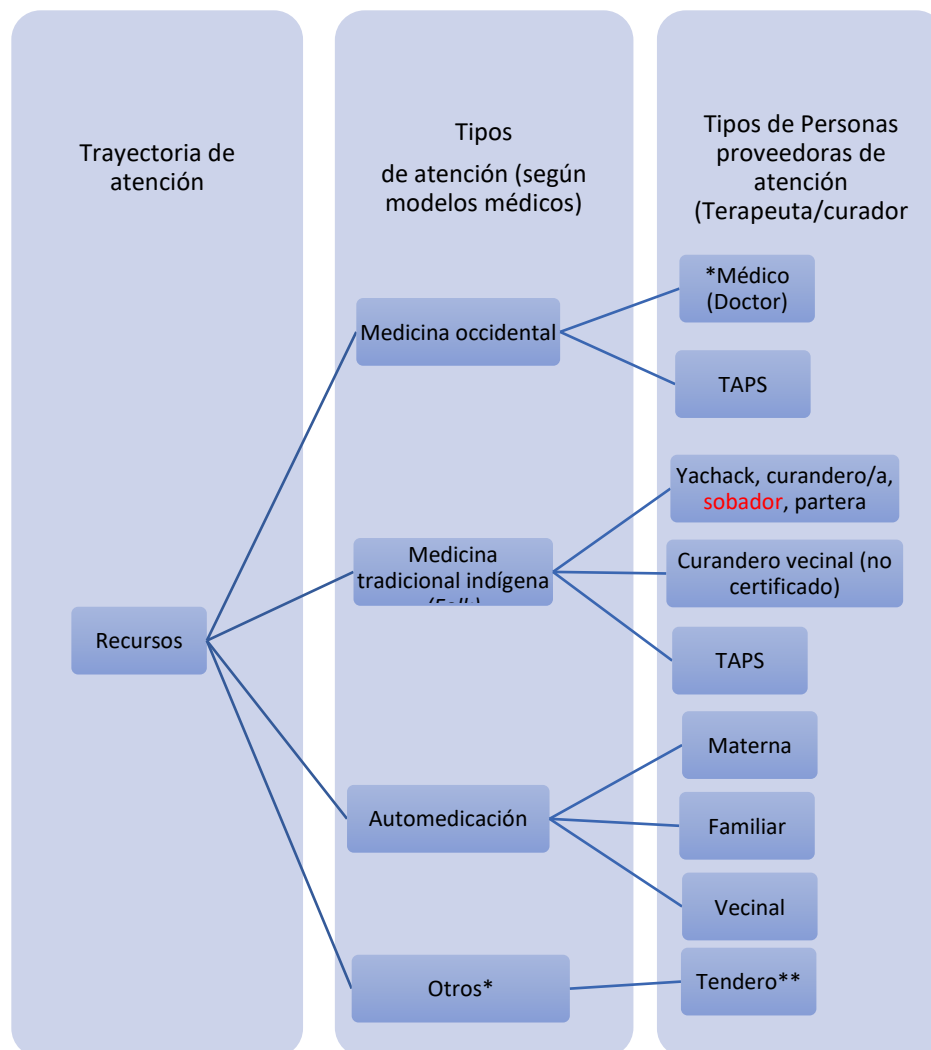 Trayectoria de
atención
Tipos
de atención (según
modelos médicos)
Tipos de Personas
proveedoras de
atención
(Terapeuta/curador
*Médico
(Doctor)
Medicina occidental
TAPS
Yachack, curandero/a,
sobador, partera
Medicina
tradicional indígena
Curandero vecinal (no
certificado)
Recursos
TAPS
Materna
Automedicación
Familiar
Vecinal
Otros*
Tendero**